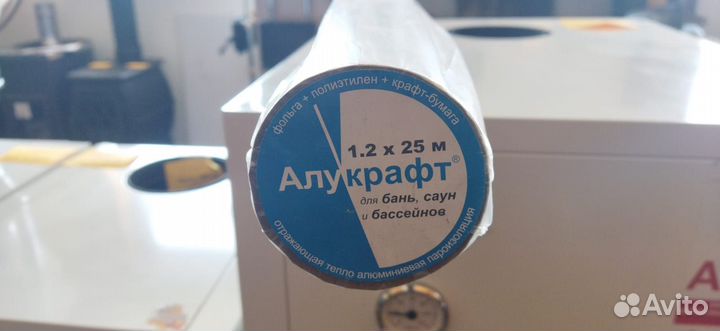 фольга + полиэтилен + крафт-бумага
1.2 x 25 м
Алукрафт®
для бань, саун
и бассейнов
отражающая тепло алюминиевая пароизоляция
А
Avito